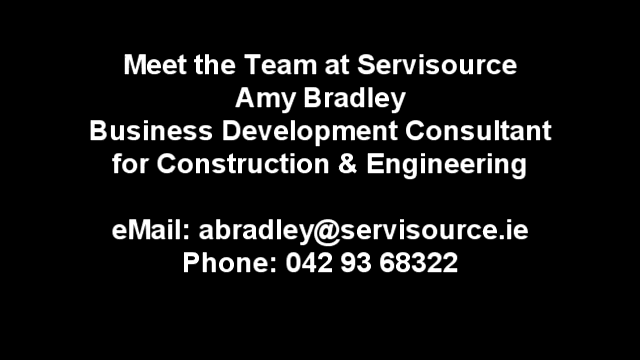 Meet the Team at Servisource
Amy Bradley
Business Development Consultant
for Construction & Engineering
eMail: abradley@servisource.ie
Phone: 042 93 68322